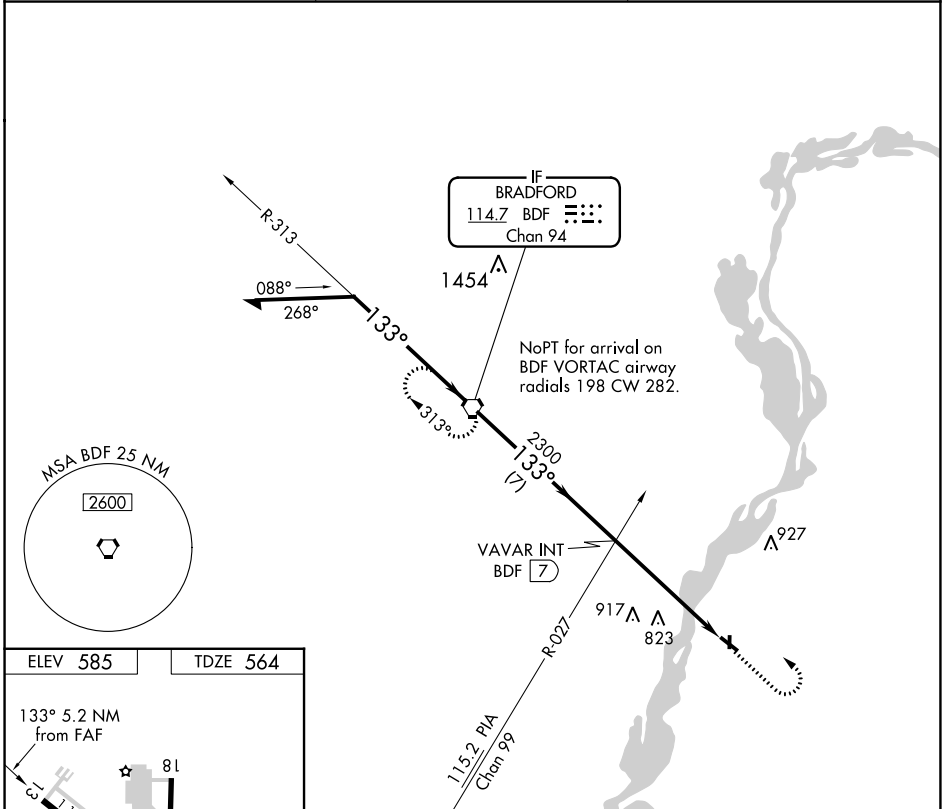 IF
BRADFORD
114.7 BDF
Chan 94
R-313
1454
088°
268°
133°
NoPT for arrival on
BDF VORTAC airway
radials 198 CW 282.
313°
2300
133°
(7)
MSA BDF 25 NM
2600
VAVAR INT
BDF 7
927
917
823
R-027
115.2 PIA
Chan 99
ELEV 585
TDZE 564
133° 5.2 NM
from FAF
18
13